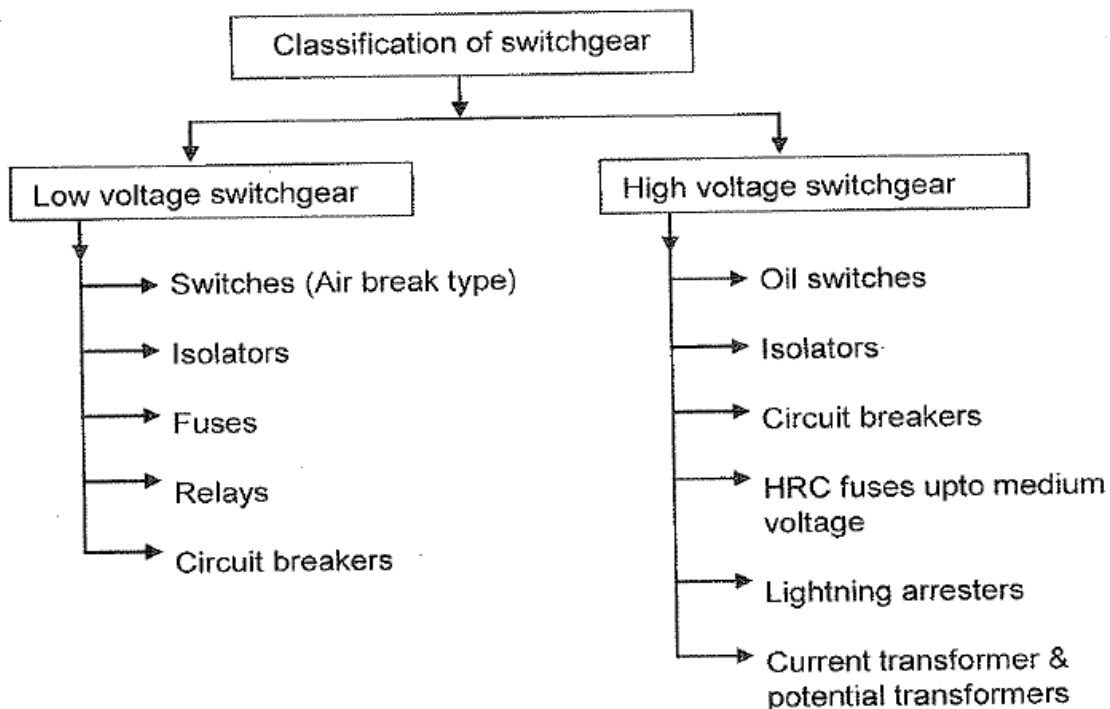 Classification of switchgear
Low voltage switchgear
Switches (Air break type)
Isolators
Fuses
Relays
Circuit breakers
High voltage switchgear
Oil switches
Isolators
Circuit breakers
HRC fuses upto medium
voltage
Lightning arresters
Current transformer &
potential transformers